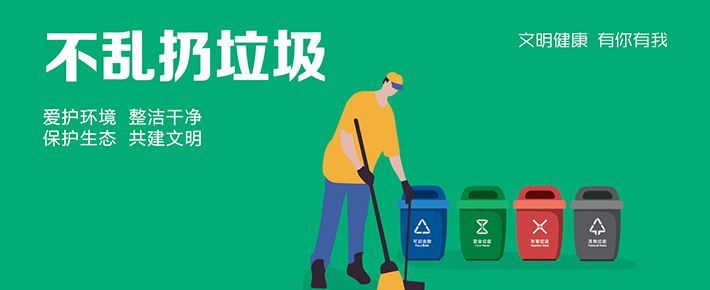 不乱扔垃圾
文明健康 有你有我
爱护环境 整洁干净
保护生态 共建文明
可回收物
厨余垃圾
有害垃圾
其他垃圾